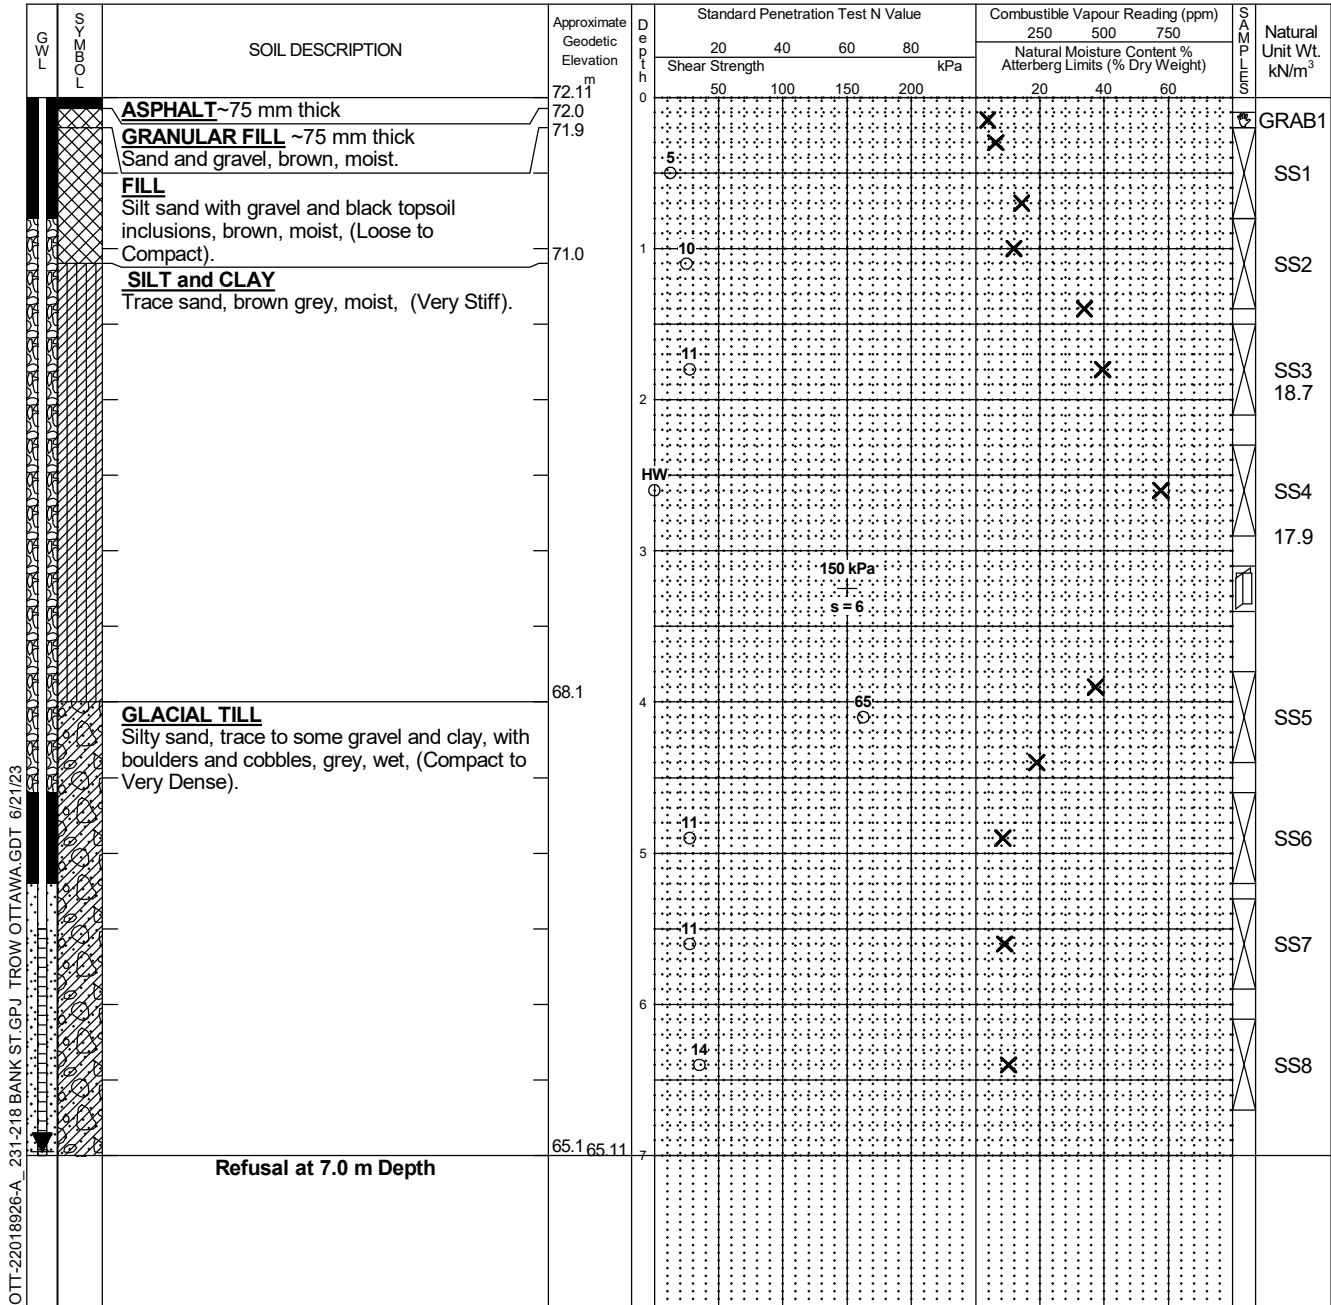 GWL
SYMBOL
SOIL DESCRIPTION
Approximate
Geodetic
Elevation
m
Depth
Standard Penetration Test N Value
20 40 60 80
Shear Strength kPa
50 100 150 200
Combustible Vapour Reading (ppm)
250 500 750
Natural Moisture Content %
Atterberg Limits (% Dry Weight)
20 40 60
SAMPLES
Natural
Unit Wt.
kN/m³
72.11
0
ASPHALT~75 mm thick
72.0
GRAB1
71.9
GRANULAR FILL ~75 mm thick
Sand and gravel, brown, moist.
5
SS1
FILL
Silt sand with gravel and black topsoil
inclusions, brown, moist, (Loose to
Compact).
71.0
1
10
SS2
SILT and CLAY
Trace sand, brown grey, moist, (Very Stiff).
11
SS3
18.7
2
HW
SS4
17.9
3
150 kPa
s = 6
68.1
4
65
SS5
GLACIAL TILL
Silty sand, trace to some gravel and clay, with
boulders and cobbles, grey, wet, (Compact to
Very Dense).
11
SS6
5
11
SS7
6
14
SS8
65.1 65.11
7
Refusal at 7.0 m Depth
OTT-22018926-A_ 231-218 BANK ST.GPJ TROW OTTAWA.GDT 6/21/23